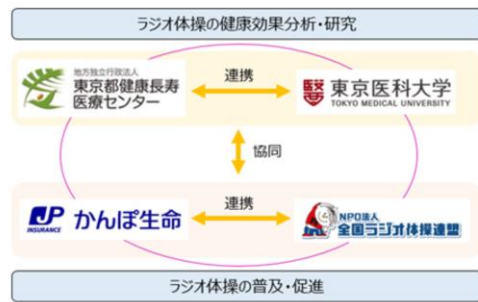 ラジオ体操の健康効果分析・研究
地方独立行政法人
東京都健康長寿
医療センター
連携
醫
東京医科大学
TOKYO MEDICAL UNIVERSITY
協同
JP
INSURANCE
かんぽ生命
連携
NPO法人
全国ラジオ体操連盟
ラジオ体操の普及・促進